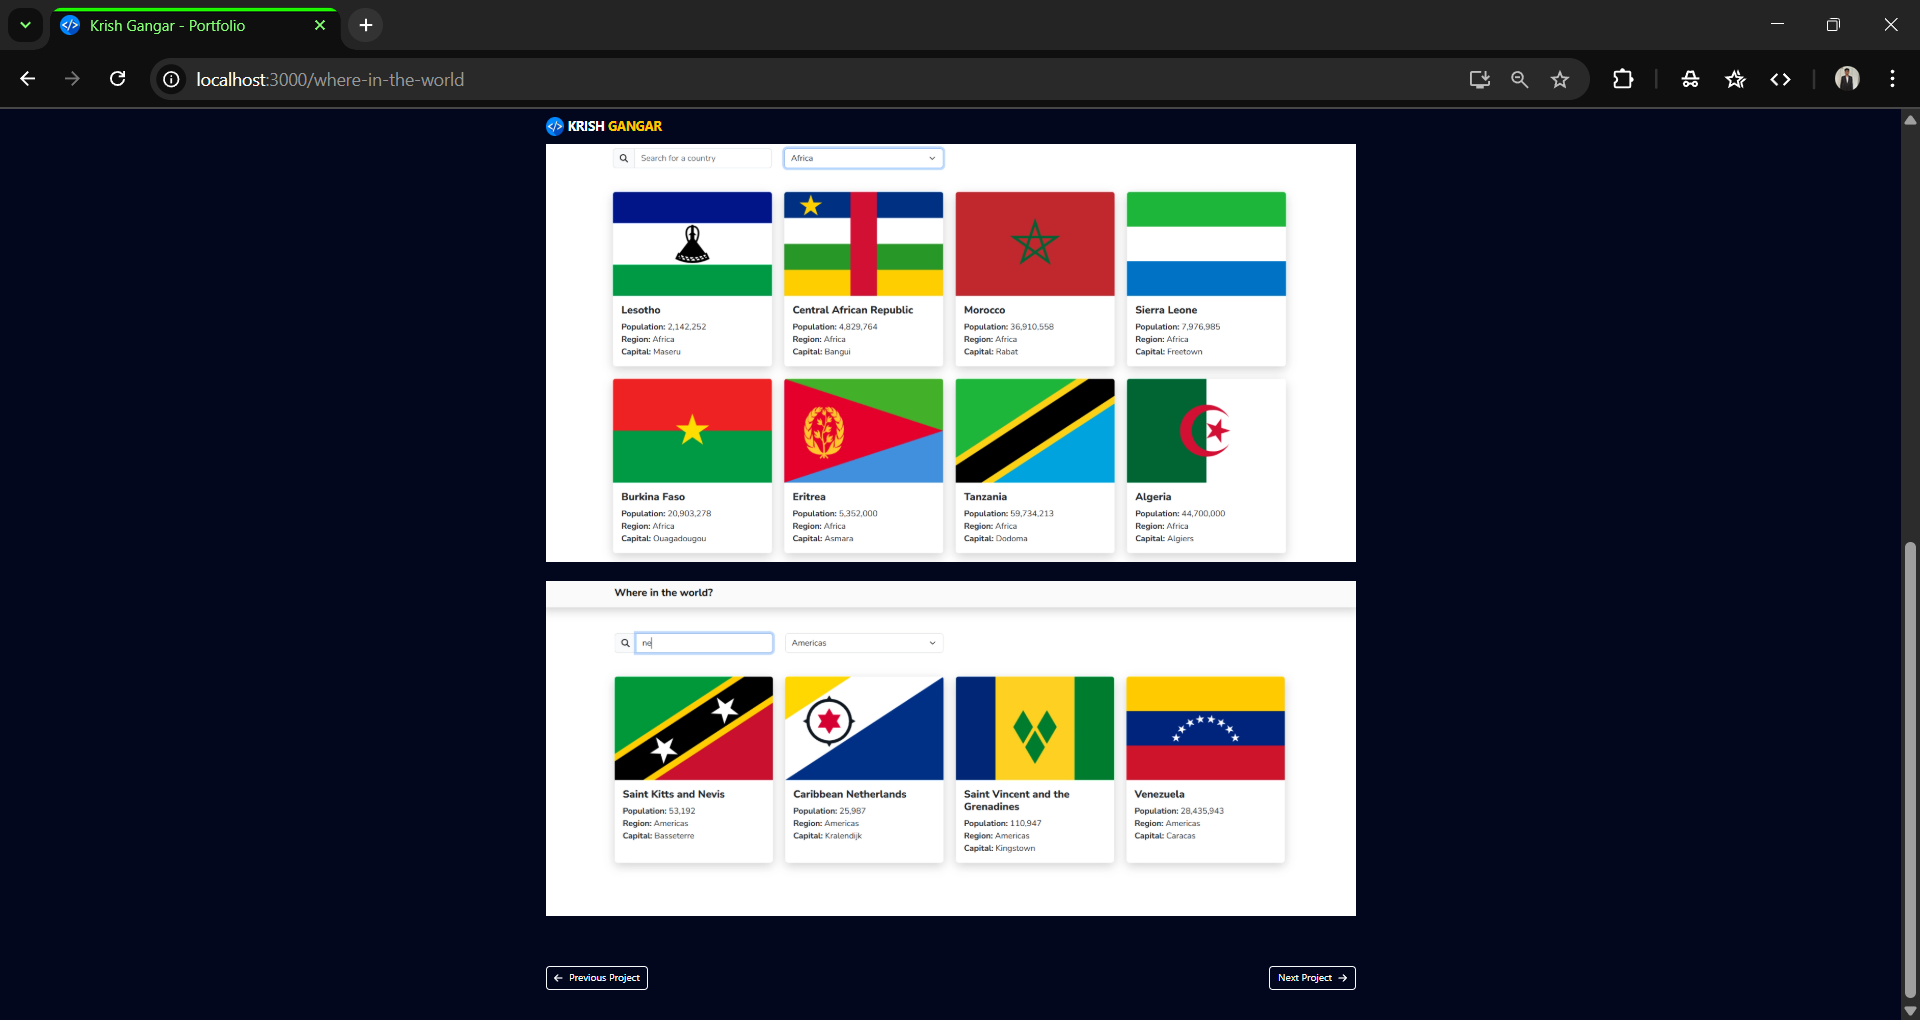 Krish Gangar - Portfolio
localhost:3000/where-in-the-world
KRISH GANGAR
Search for a country
Africa
Lesotho
Population: 2,142,252
Region: Africa
Capital: Maseru
Central African Republic
Population: 4,829,764
Region: Africa
Capital: Bangui
Morocco
Population: 36,910,558
Region: Africa
Capital: Rabat
Sierra Leone
Population: 7,976,985
Region: Africa
Capital: Freetown
Burkina Faso
Population: 20,903,278
Region: Africa
Capital: Ouagadougou
Eritrea
Population: 5,352,000
Region: Africa
Capital: Asmara
Tanzania
Population: 59,734,213
Region: Africa
Capital: Dodoma
Algeria
Population: 44,700,000
Region: Africa
Capital: Algiers
Where in the world?
ne
Americas
Saint Kitts and Nevis
Population: 53,192
Region: Americas
Capital: Basseterre
Caribbean Netherlands
Population: 25,987
Region: Americas
Capital: Kralendijk
Saint Vincent and the
Grenadines
Population: 110,947
Region: Americas
Capital: Kingstown
Venezuela
Population: 28,435,943
Region: Americas
Capital: Caracas
← Previous Project
Next Project →